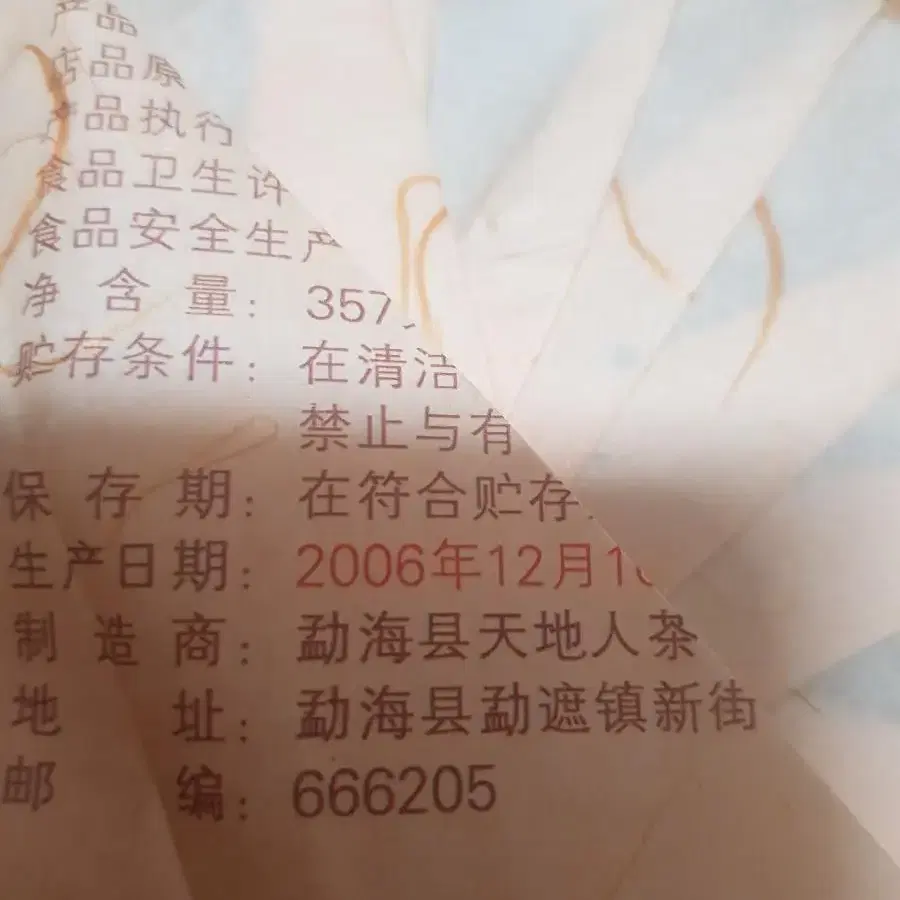 产品
产品原
产品执行
食品卫生许
食品安全生产
净含量：357
贮存条件：在清洁
禁止与有
保存期：在符合贮存
生产日期：2006年12月1
制造商：勐海县天地人茶
地址：勐海县勐遮镇新街
邮编：666205